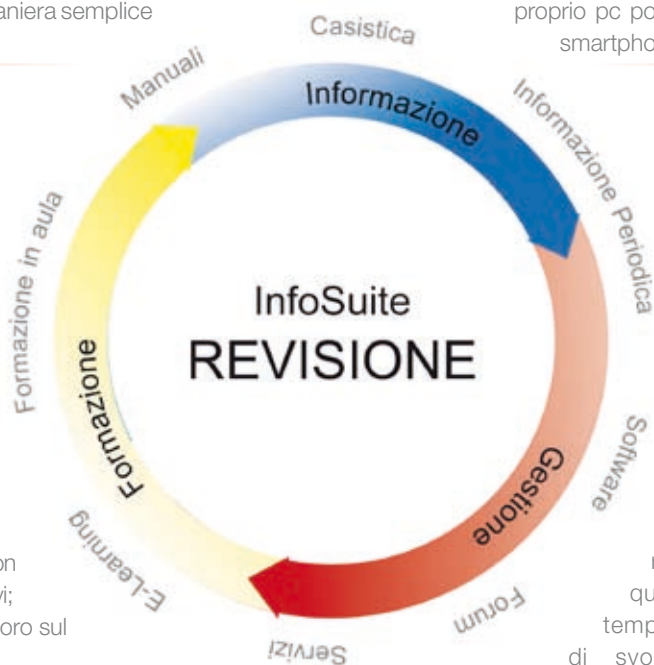 aniera semplice
proprio pc po
smartpho
Casistica
Manuali
Informazione
Informazione Periodica
Formazione in aula
InfoSuite
REVISIONE
Formazione
Gestione
Software
E-Learning
Forum
Servizi
on
vi;
oro sul
qu
temp
di svo